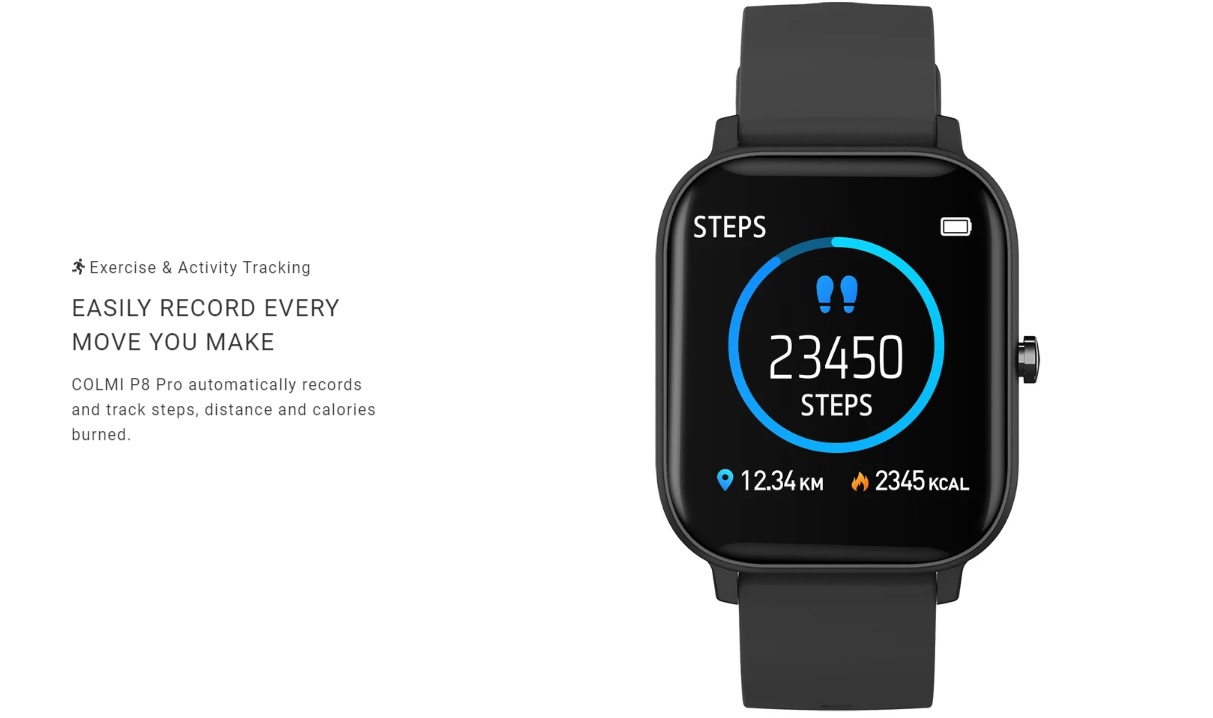 Exercise & Activity Tracking
EASILY RECORD EVERY
MOVE YOU MAKE
COLMI P8 Pro automatically records
and track steps, distance and calories
burned.
STEPS
23450
STEPS
12.34 KM 2345 KCAL